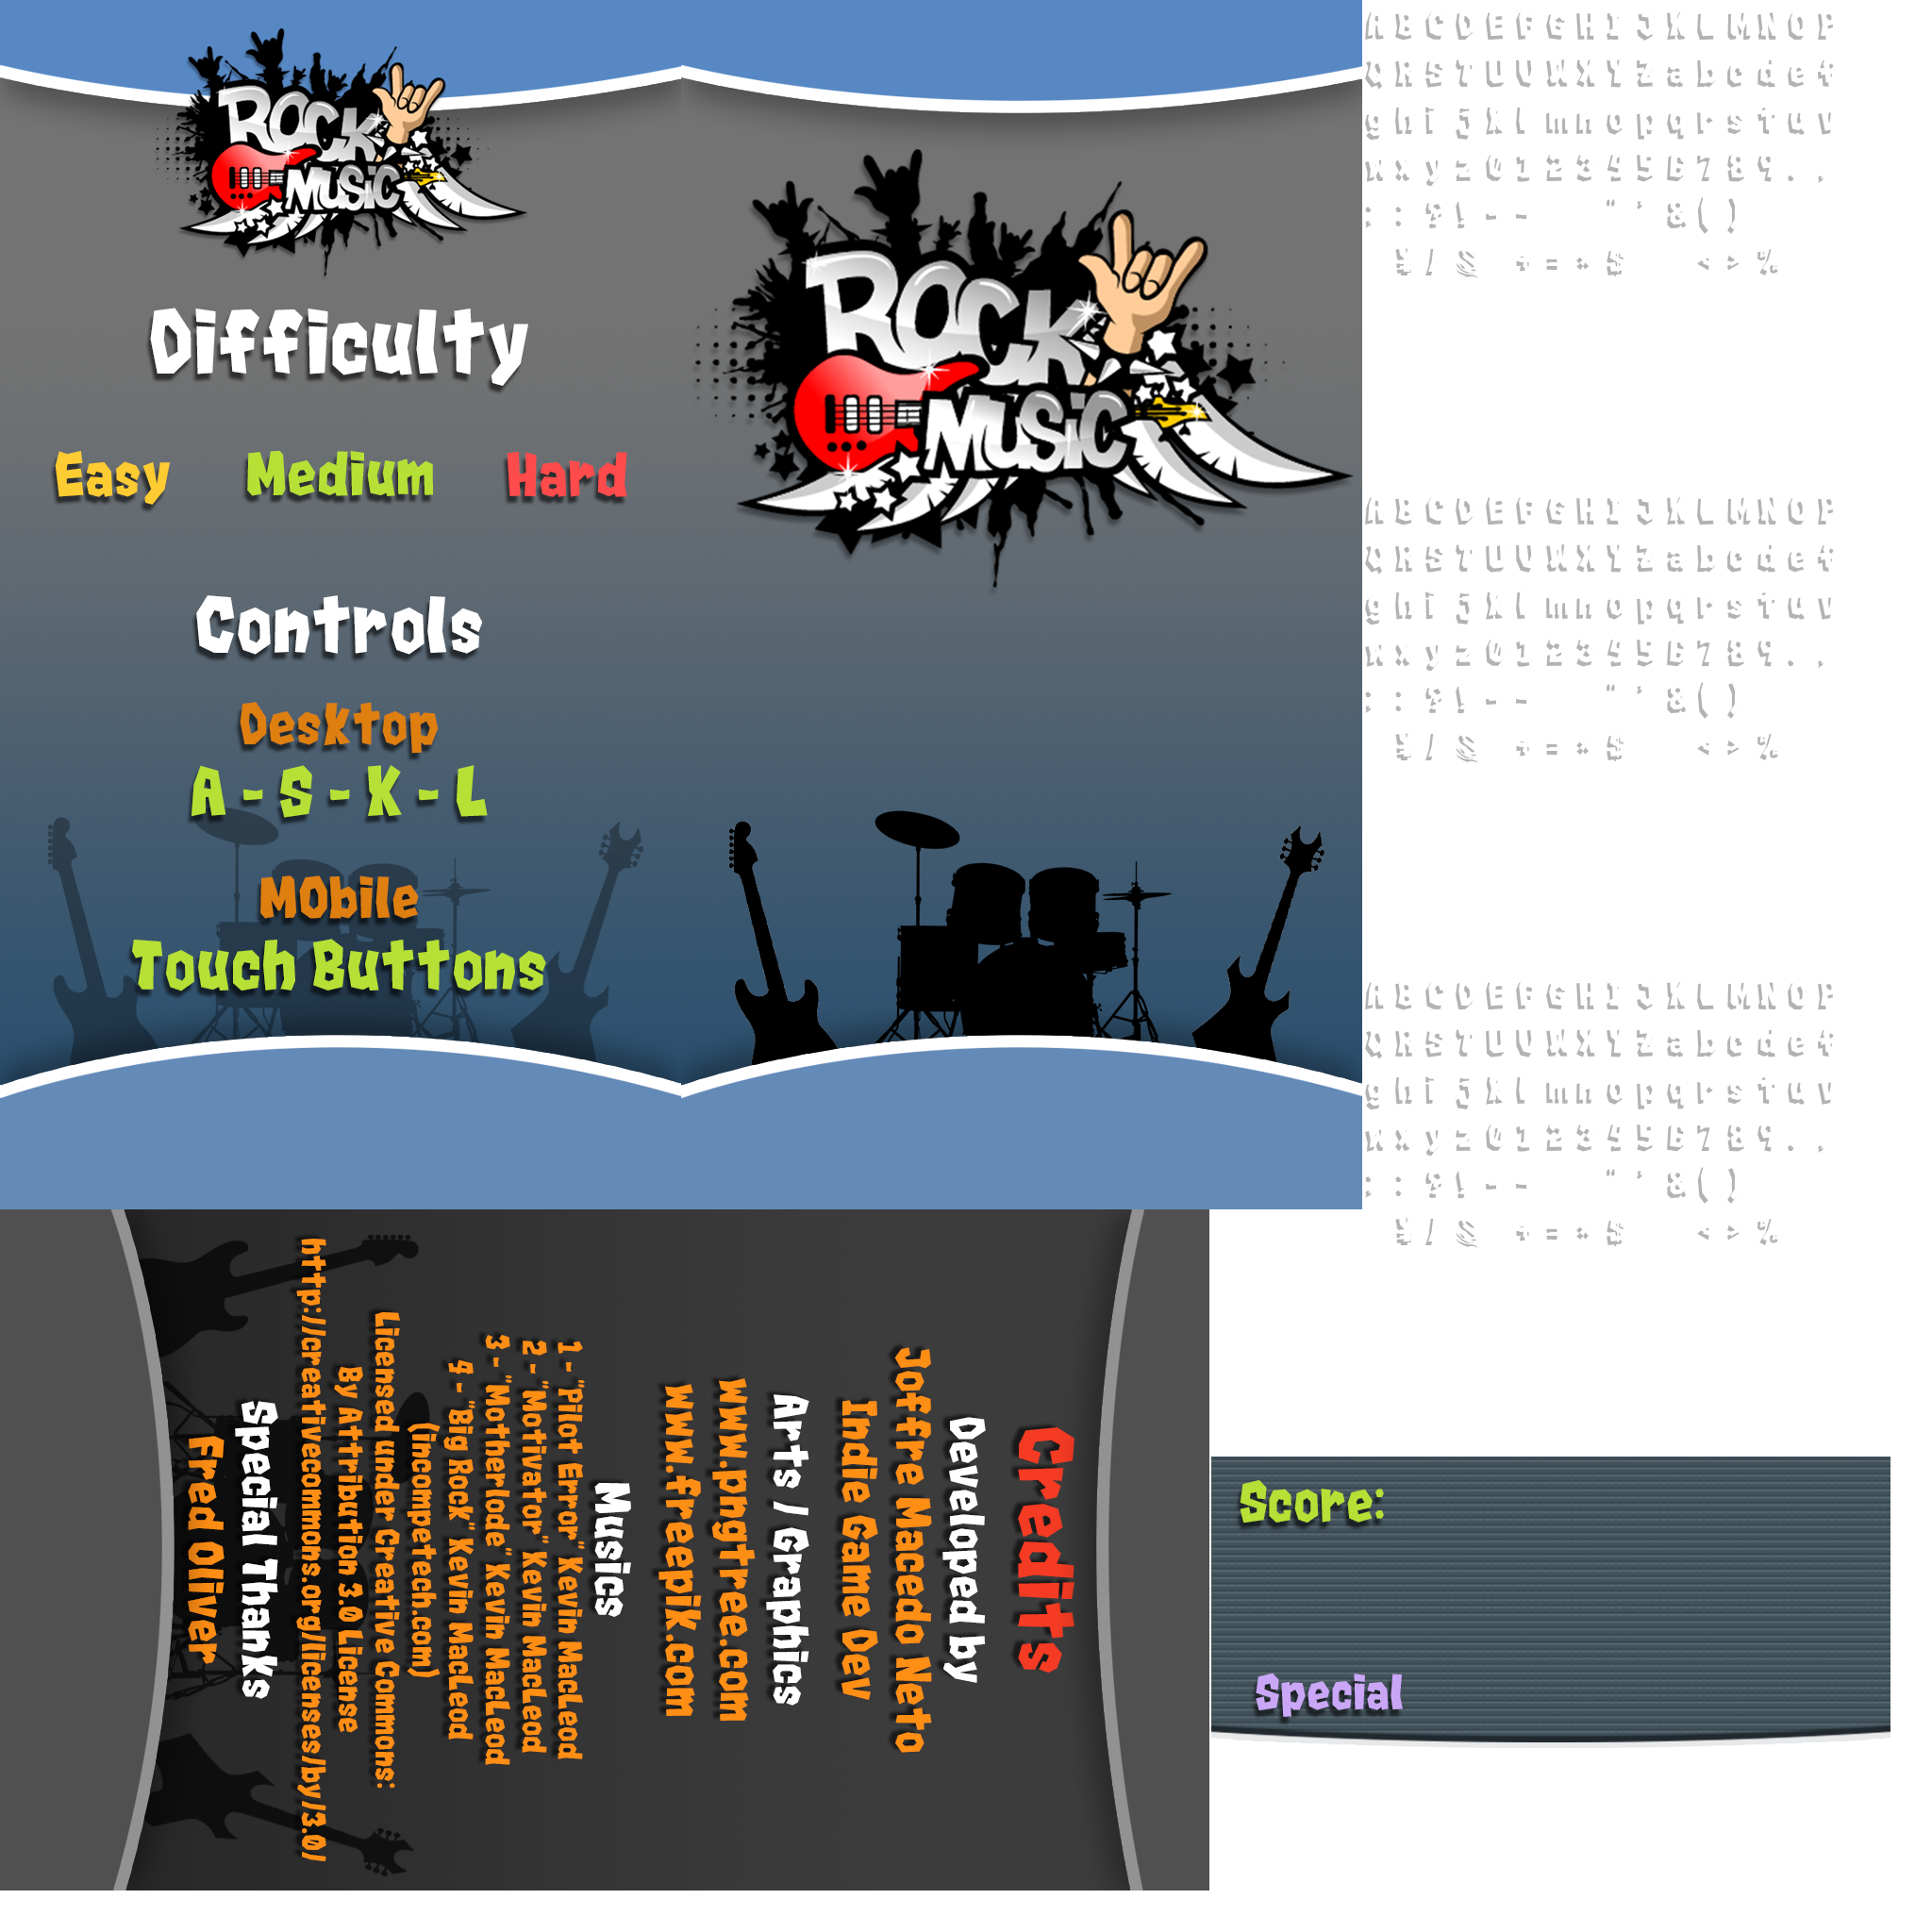 ROCK
MUSIC
Difficulty
Easy Medium Hard
Controls
Desktop
A - S - K - L
MObile
Touch Buttons
ROCK
MUSIC
A B C D E F G H I J K L M N O P
Q R S T U V W X Y Z a b c d e f
g h i j k l m n o p q r s t u v
w x y z 0 1 2 3 4 5 6 7 8 9 . ,
; : ? ! - - " ' & ( )
¥ / $ + = * $ < > %
A B C D E F G H I J K L M N O P
Q R S T U V W X Y Z a b c d e f
g h i j k l m n o p q r s t u v
w x y z 0 1 2 3 4 5 6 7 8 9 . ,
; : ? ! - - " ' & ( )
A B C D E F G H I J K L M N O P
Q R S T U V W X Y Z a b c d e f
g h i j k l m n o p q r s t u v
w x y z 0 1 2 3 4 5 6 7 8 9 . ,
; : ? ! - - " ' & ( )
Credits
Developed by
Joffre Macedo Neto
Indie Game Dev
Arts / Graphics
www.pngtree.com
www.freepik.com
Musics
1 - "Pilot Error" Kevin MacLeod
2 - "Motivator" Kevin MacLeod
3 - "Motherlode" Kevin MacLeod
4 - "Big Rock" Kevin MacLeod
(incompetech.com)
Licensed under Creative Commons:
By Attribution 3.0 License
http://creativecommons.org/licenses/by/3.0/
Special Thanks
Fred Oliver
Score:
Special